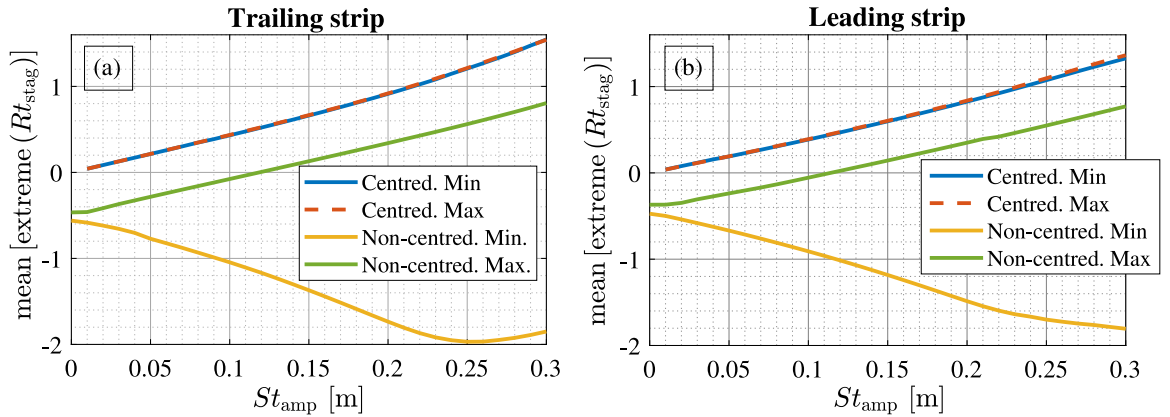 Trailing strip
(a)
mean [extreme (Rt_stag)]
1
0
-1
-2
Centred. Min
Centred. Max
Non-centred. Min.
Non-centred. Max.
0 0.05 0.1 0.15 0.2 0.25 0.3
St_amp [m]
Leading strip
(b)
mean [extreme (Rt_stag)]
1
0
-1
-2
Centred. Min
Centred. Max
Non-centred. Min
Non-centred. Max
0 0.05 0.1 0.15 0.2 0.25 0.3
St_amp [m]